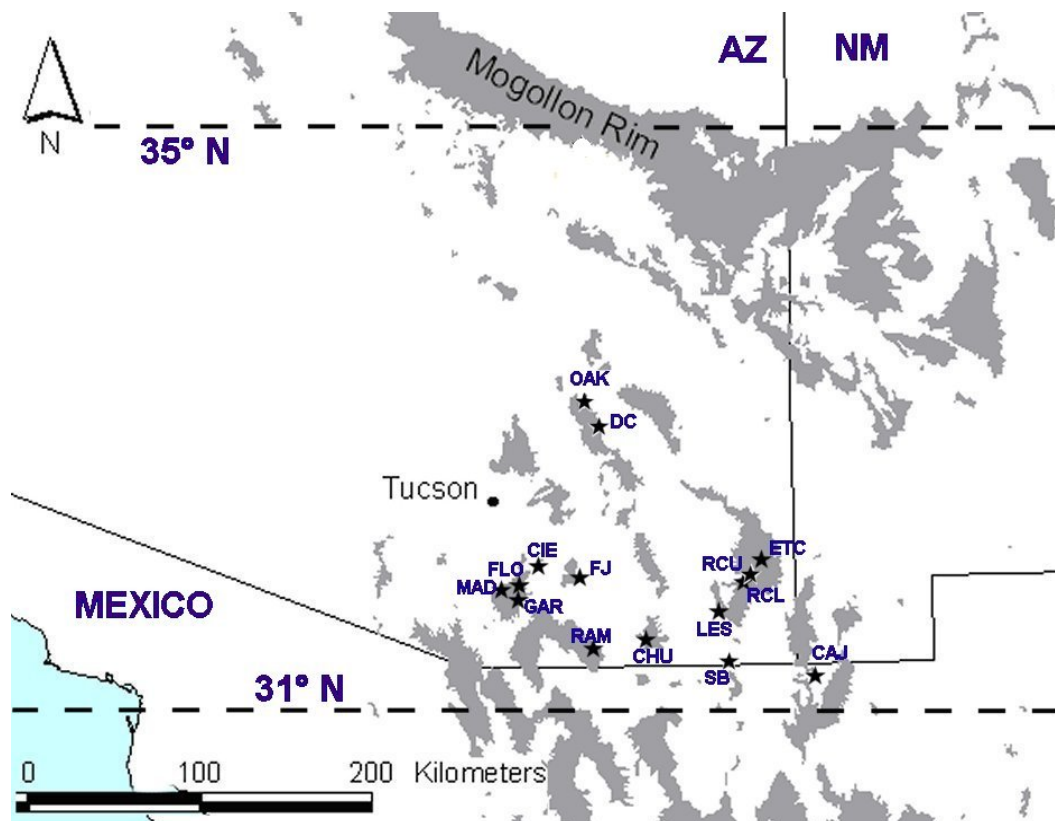 AZ NM
Mogollon Rim
N
35° N
OAK
DC
Tucson
CIE
ETC
FLO
FJ
RCU
MAD
RCL
GAR
MEXICO
LES
RAM
CHU
CAJ
SB
31° N
0 100 200 Kilometers